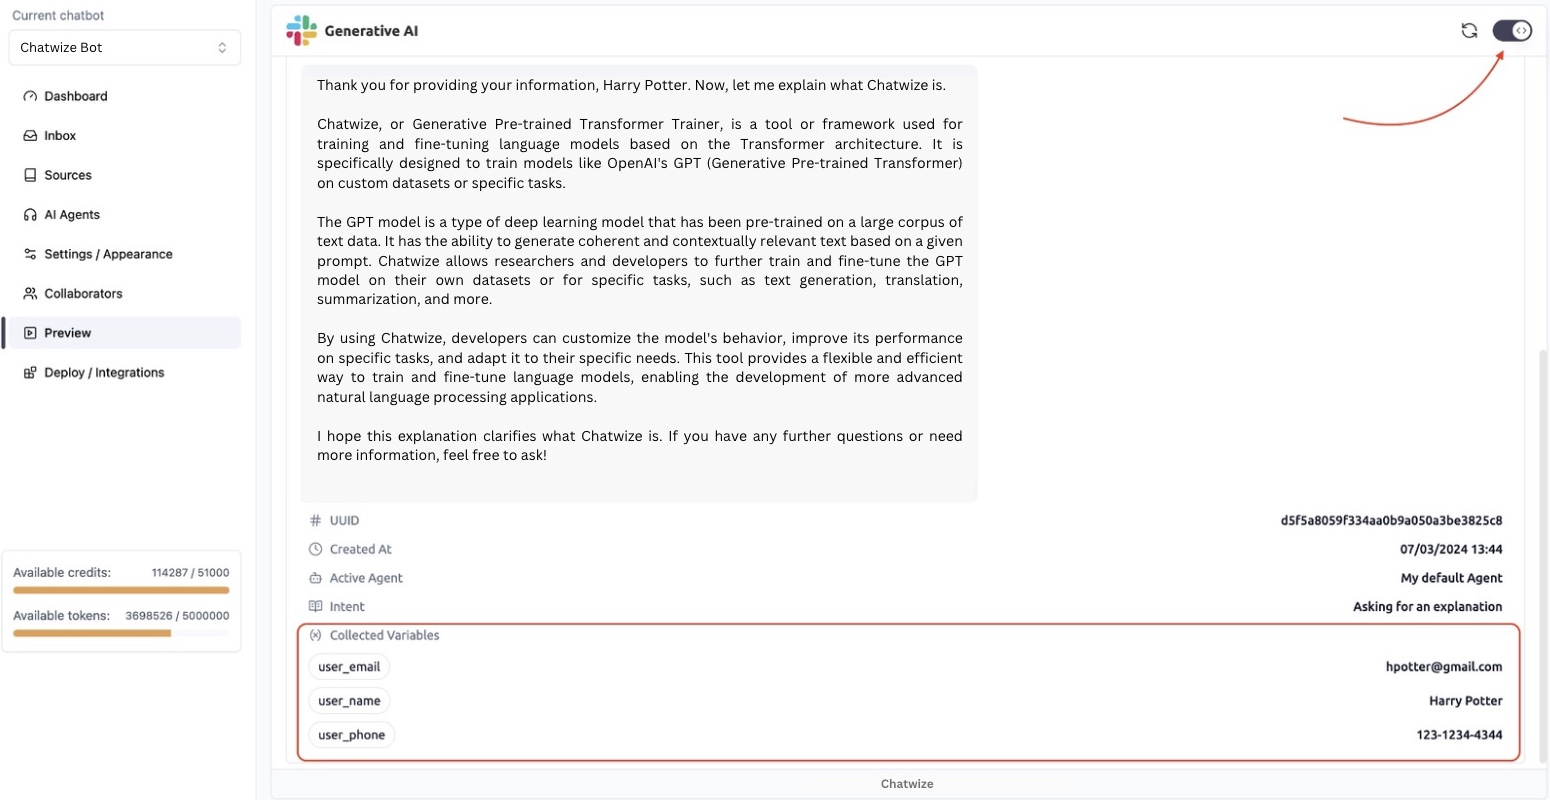 Current chatbot
Chatwize Bot
Dashboard
Inbox
Sources
AI Agents
Settings / Appearance
Collaborators
Preview
Deploy / Integrations
Available credits: 114287 / 51000
Available tokens: 3698526 / 5000000
Generative AI
Thank you for providing your information, Harry Potter. Now, let me explain what Chatwize is.
Chatwize, or Generative Pre-trained Transformer Trainer, is a tool or framework used for
training and fine-tuning language models based on the Transformer architecture. It is
specifically designed to train models like OpenAI's GPT (Generative Pre-trained Transformer)
on custom datasets or specific tasks.
The GPT model is a type of deep learning model that has been pre-trained on a large corpus of
text data. It has the ability to generate coherent and contextually relevant text based on a given
prompt. Chatwize allows researchers and developers to further train and fine-tune the GPT
model on their own datasets or for specific tasks, such as text generation, translation,
summarization, and more.
By using Chatwize, developers can customize the model's behavior, improve its performance
on specific tasks, and adapt it to their specific needs. This tool provides a flexible and efficient
way to train and fine-tune language models, enabling the development of more advanced
natural language processing applications.
I hope this explanation clarifies what Chatwize is. If you have any further questions or need
more information, feel free to ask!
UUID d5f5a8059f334aa0b9a050a3be3825c8
Created At 07/03/2024 13:44
Active Agent My default Agent
Intent Asking for an explanation
Collected Variables
user_email hpotter@gmail.com
user_name Harry Potter
user_phone 123-1234-4344
Chatwize